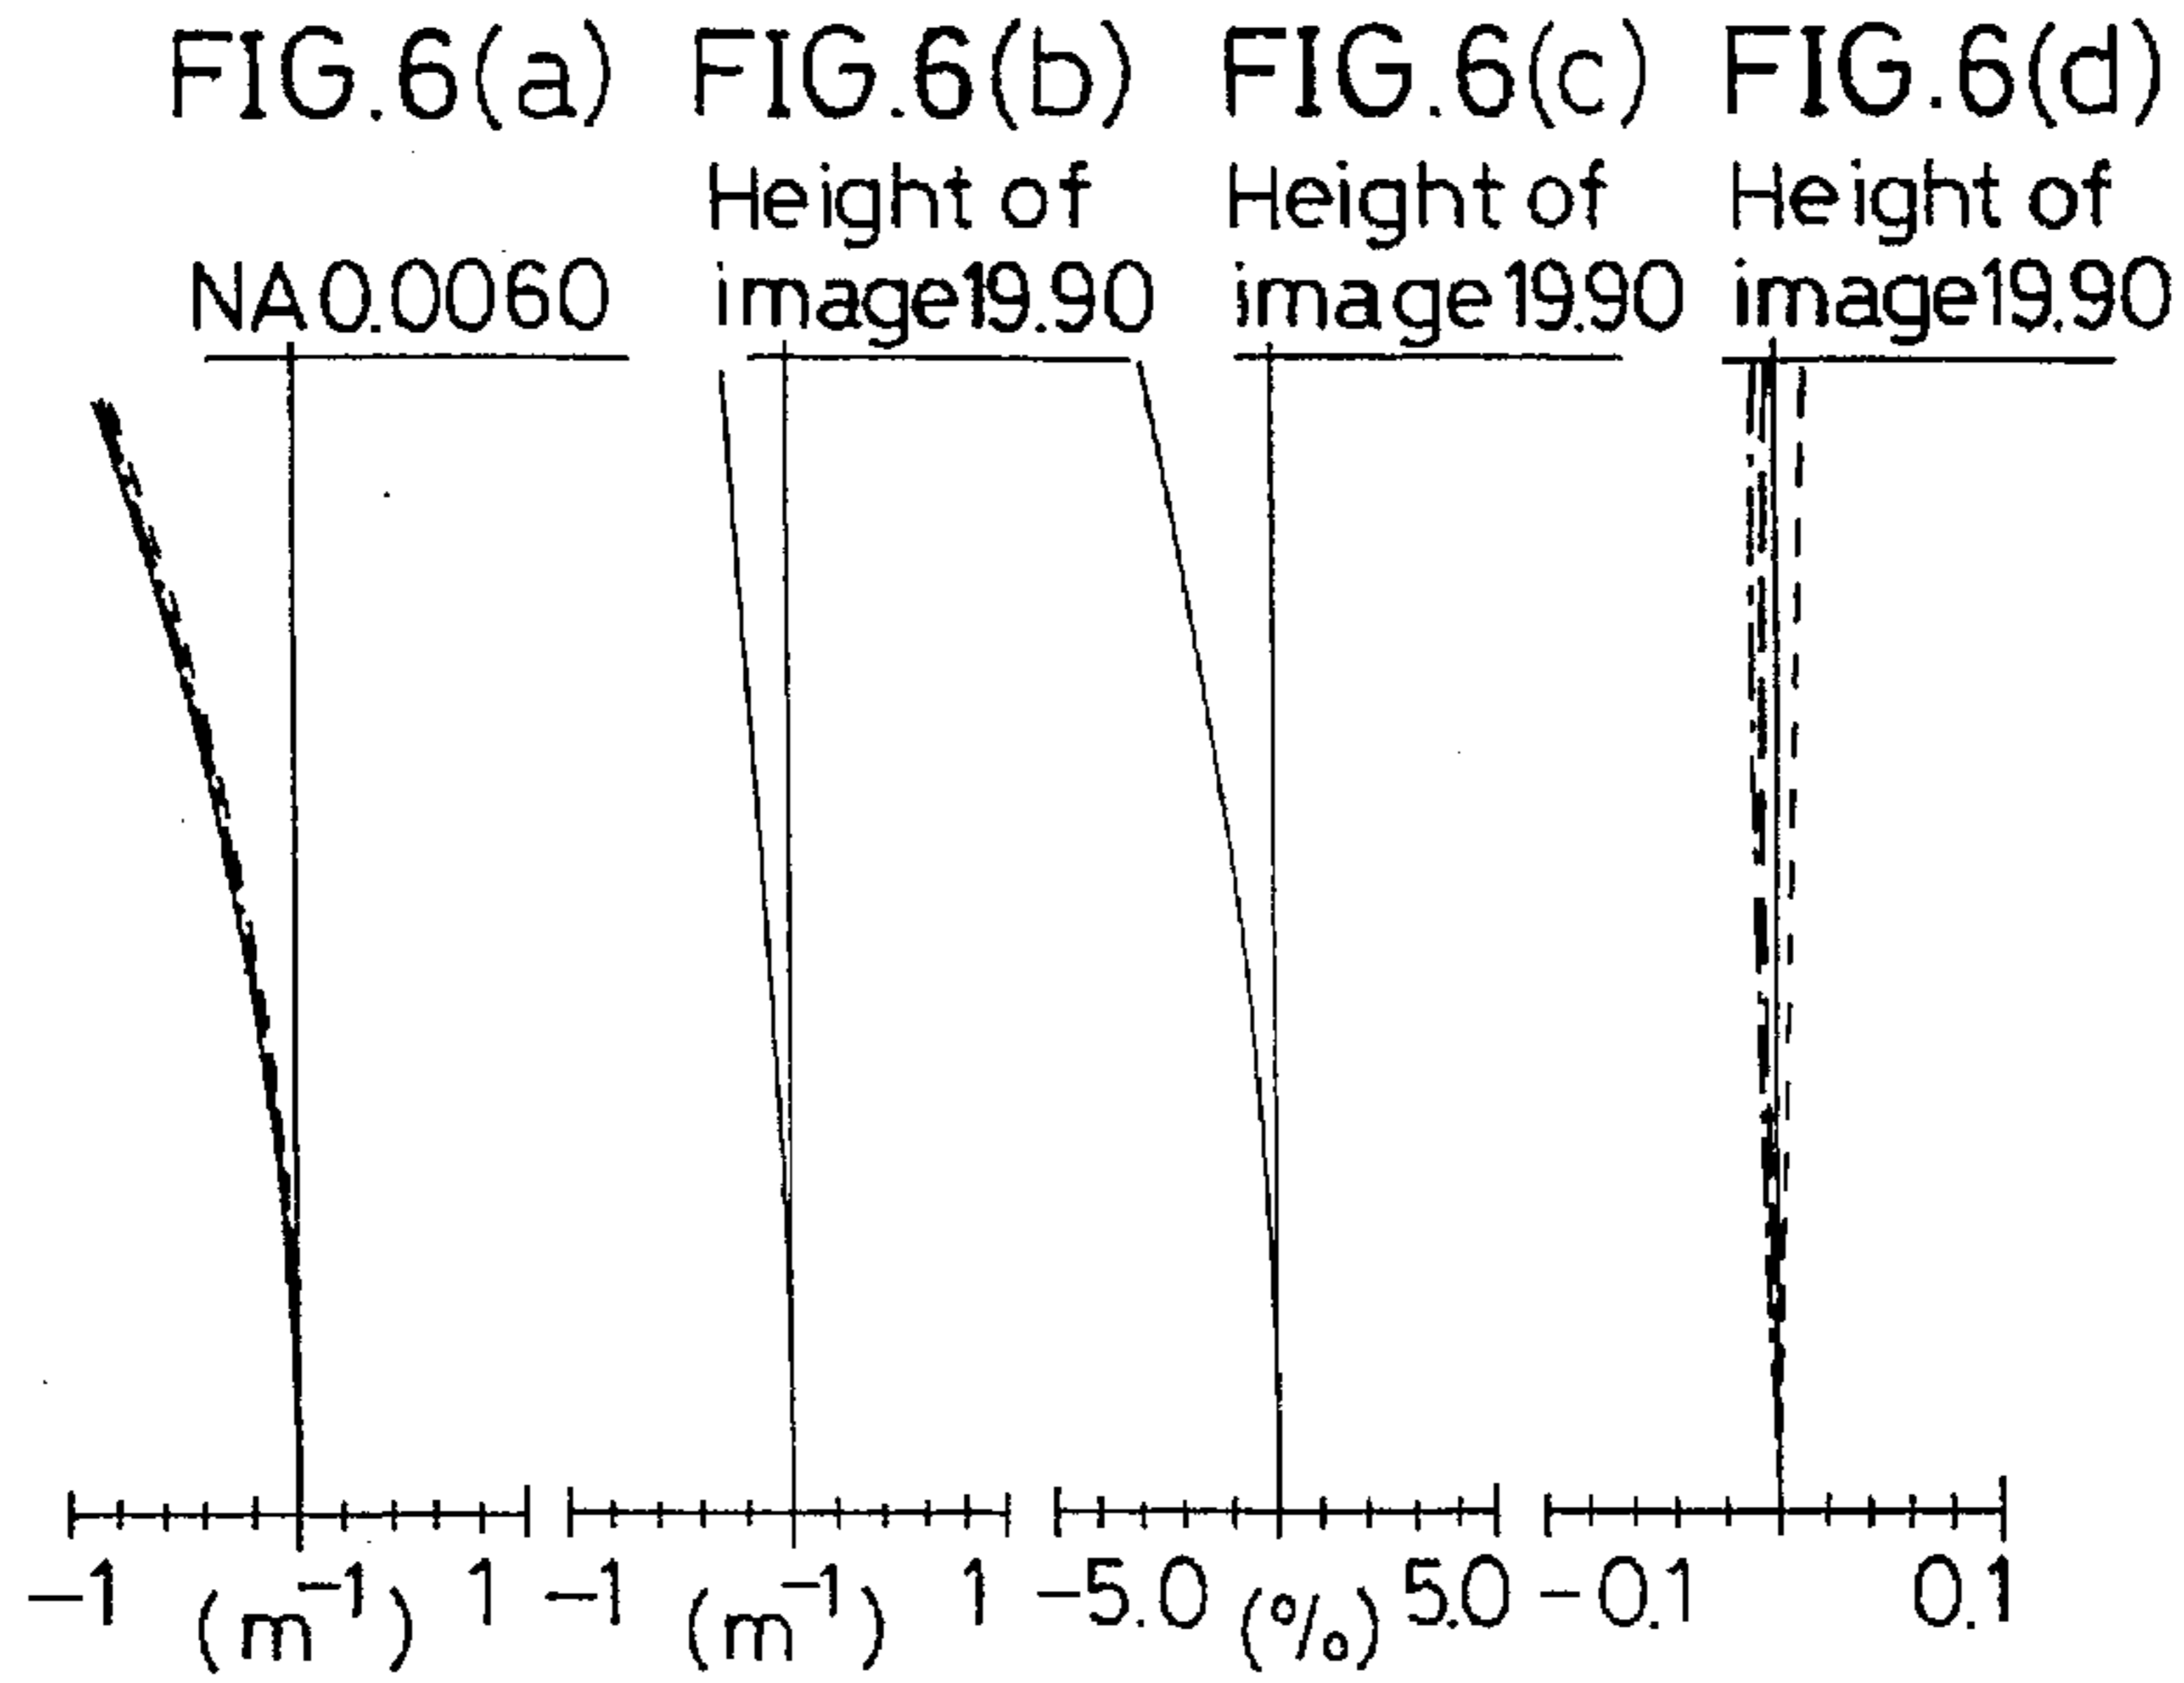 FIG.6(a) FIG.6(b) FIG.6(c) FIG.6(d)
Height of Height of Height of
NA0.0060 image19.90 image19.90 image19.90
−1 (m⁻¹) 1 −1 (m⁻¹) 1 −5.0 (%) 5.0 −0.1 0.1